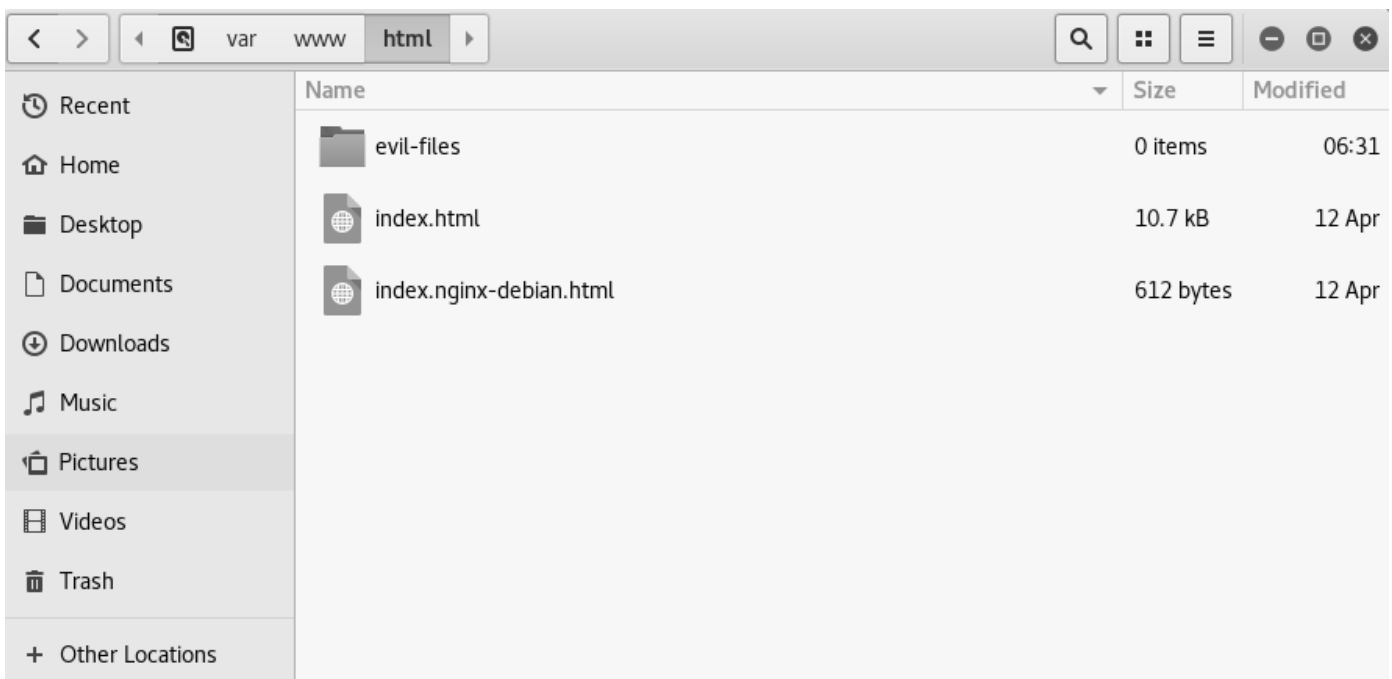 var www html
Name Size Modified
Recent
evil-files 0 items 06:31
Home
index.html 10.7 kB 12 Apr
Desktop
Documents
index.nginx-debian.html 612 bytes 12 Apr
Downloads
Music
Pictures
Videos
Trash
+ Other Locations